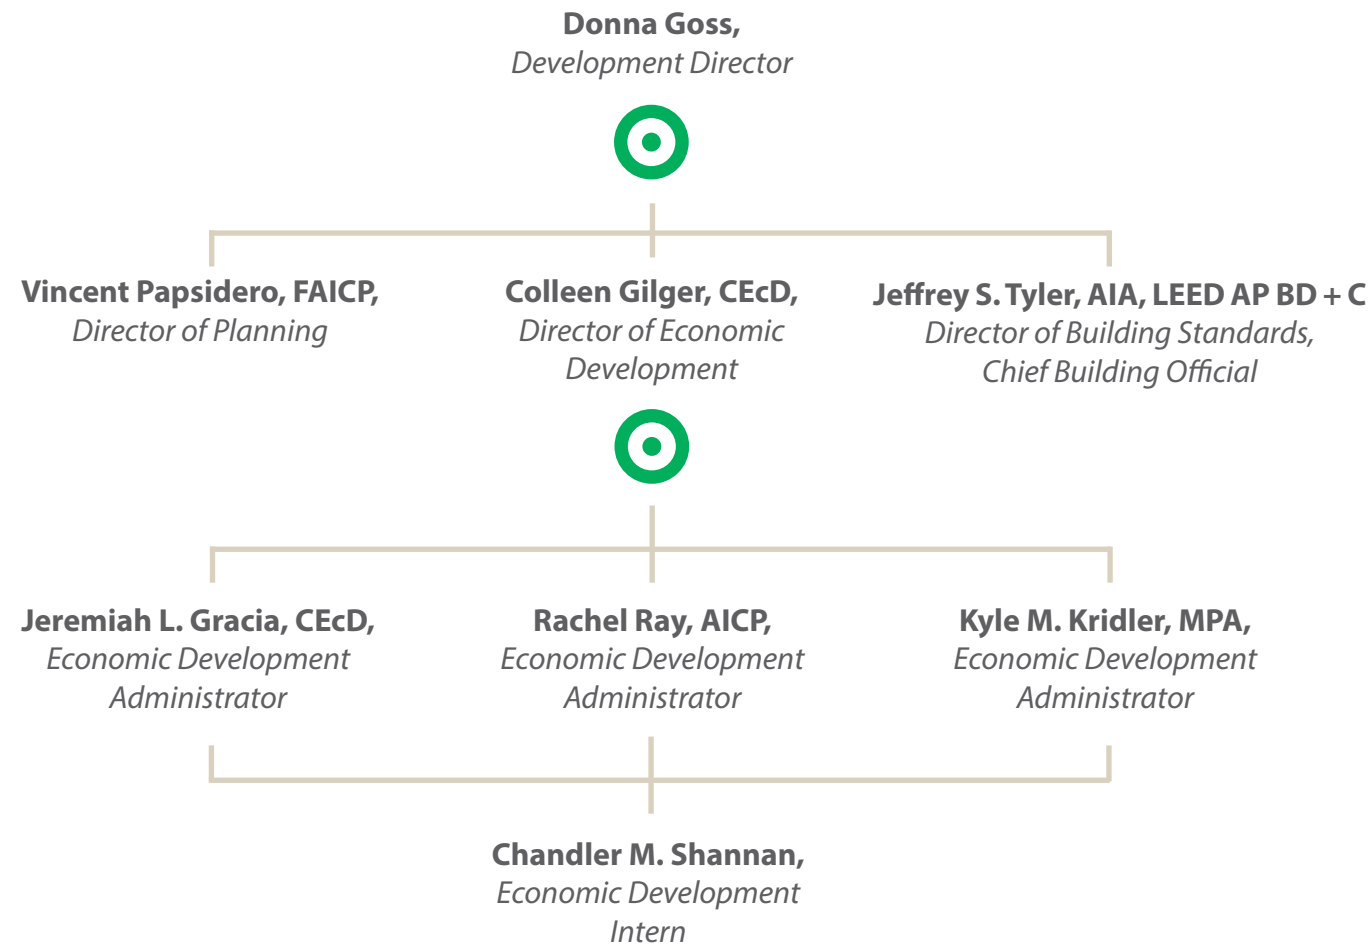 Donna Goss,
Development Director
Vincent Papsidero, FAICP,
Director of Planning
Colleen Gilger, CEcD,
Director of Economic
Development
Jeffrey S. Tyler, AIA, LEED AP BD + C
Director of Building Standards,
Chief Building Official
Jeremiah L. Gracia, CEcD,
Economic Development
Administrator
Rachel Ray, AICP,
Economic Development
Administrator
Kyle M. Kridler, MPA,
Economic Development
Administrator
Chandler M. Shannan,
Economic Development
Intern